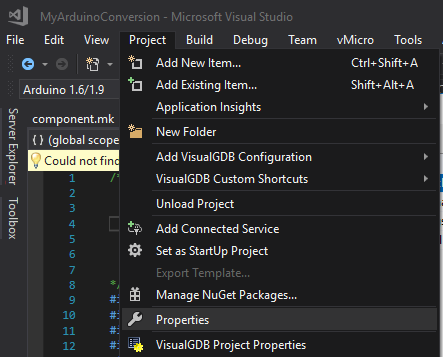 MyArduinoConversion - Microsoft Visual Studio
File Edit View Project Build Debug Team vMicro Tools
Arduino 1.6/1.9
component.mk
{ } (global scope
Could not find
Server Explorer
Toolbox
1 /*
2
3
4
5
6
7
8 */
9 #i
10 #i
11 #i
12 #i
Add New Item... Ctrl+Shift+A
Add Existing Item... Shift+Alt+A
Application Insights
New Folder
Add VisualGDB Configuration
VisualGDB Custom Shortcuts
Unload Project
Add Connected Service
Set as StartUp Project
Export Template...
Manage NuGet Packages...
Properties
VisualGDB Project Properties